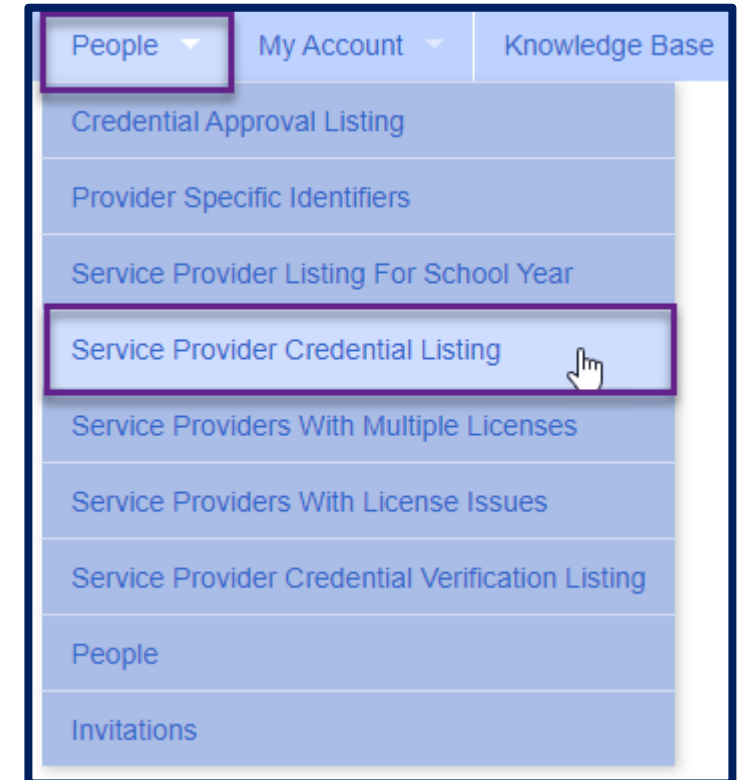 People My Account Knowledge Base
Credential Approval Listing
Provider Specific Identifiers
Service Provider Listing For School Year
Service Provider Credential Listing
Service Providers With Multiple Licenses
Service Providers With License Issues
Service Provider Credential Verification Listing
People
Invitations